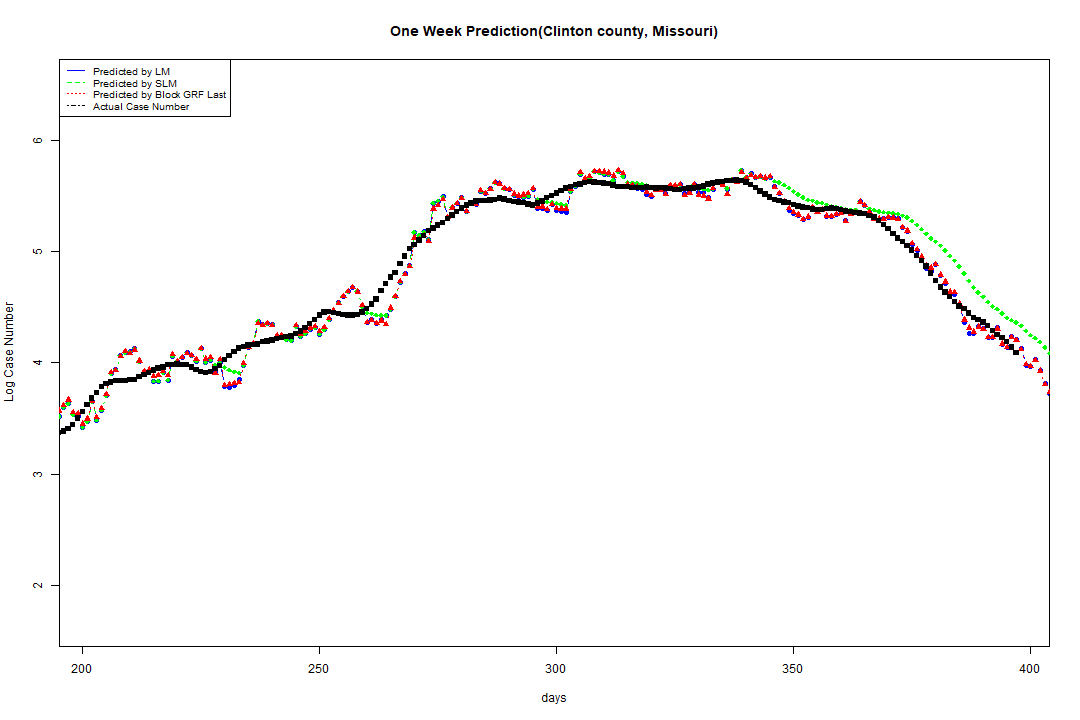 One Week Prediction(Clinton county, Missouri)
Predicted by LM
Predicted by SLM
Predicted by Block GRF Last
Actual Case Number
6
5
4
3
2
Log Case Number
200 250 300 350 400
days